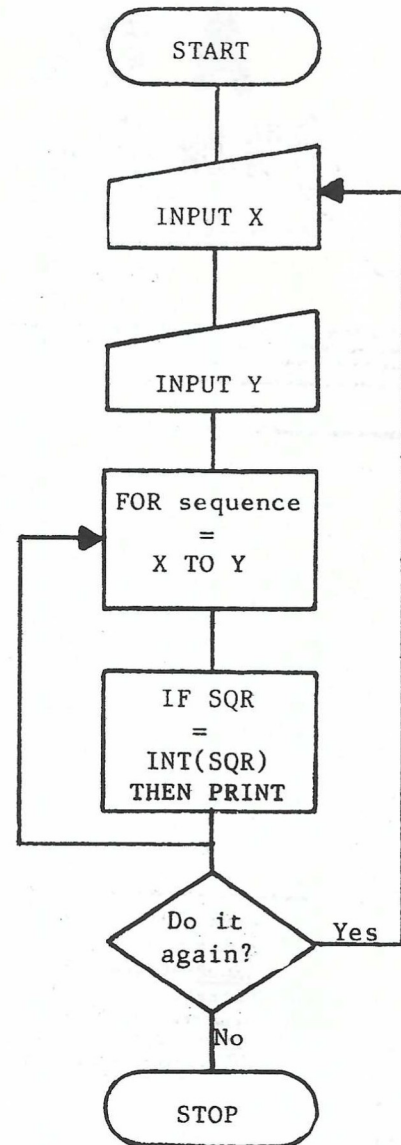 START
INPUT X
INPUT Y
FOR sequence
=
X TO Y
IF SQR
=
INT(SQR)
THEN PRINT
Do it
again?
Yes
No
STOP